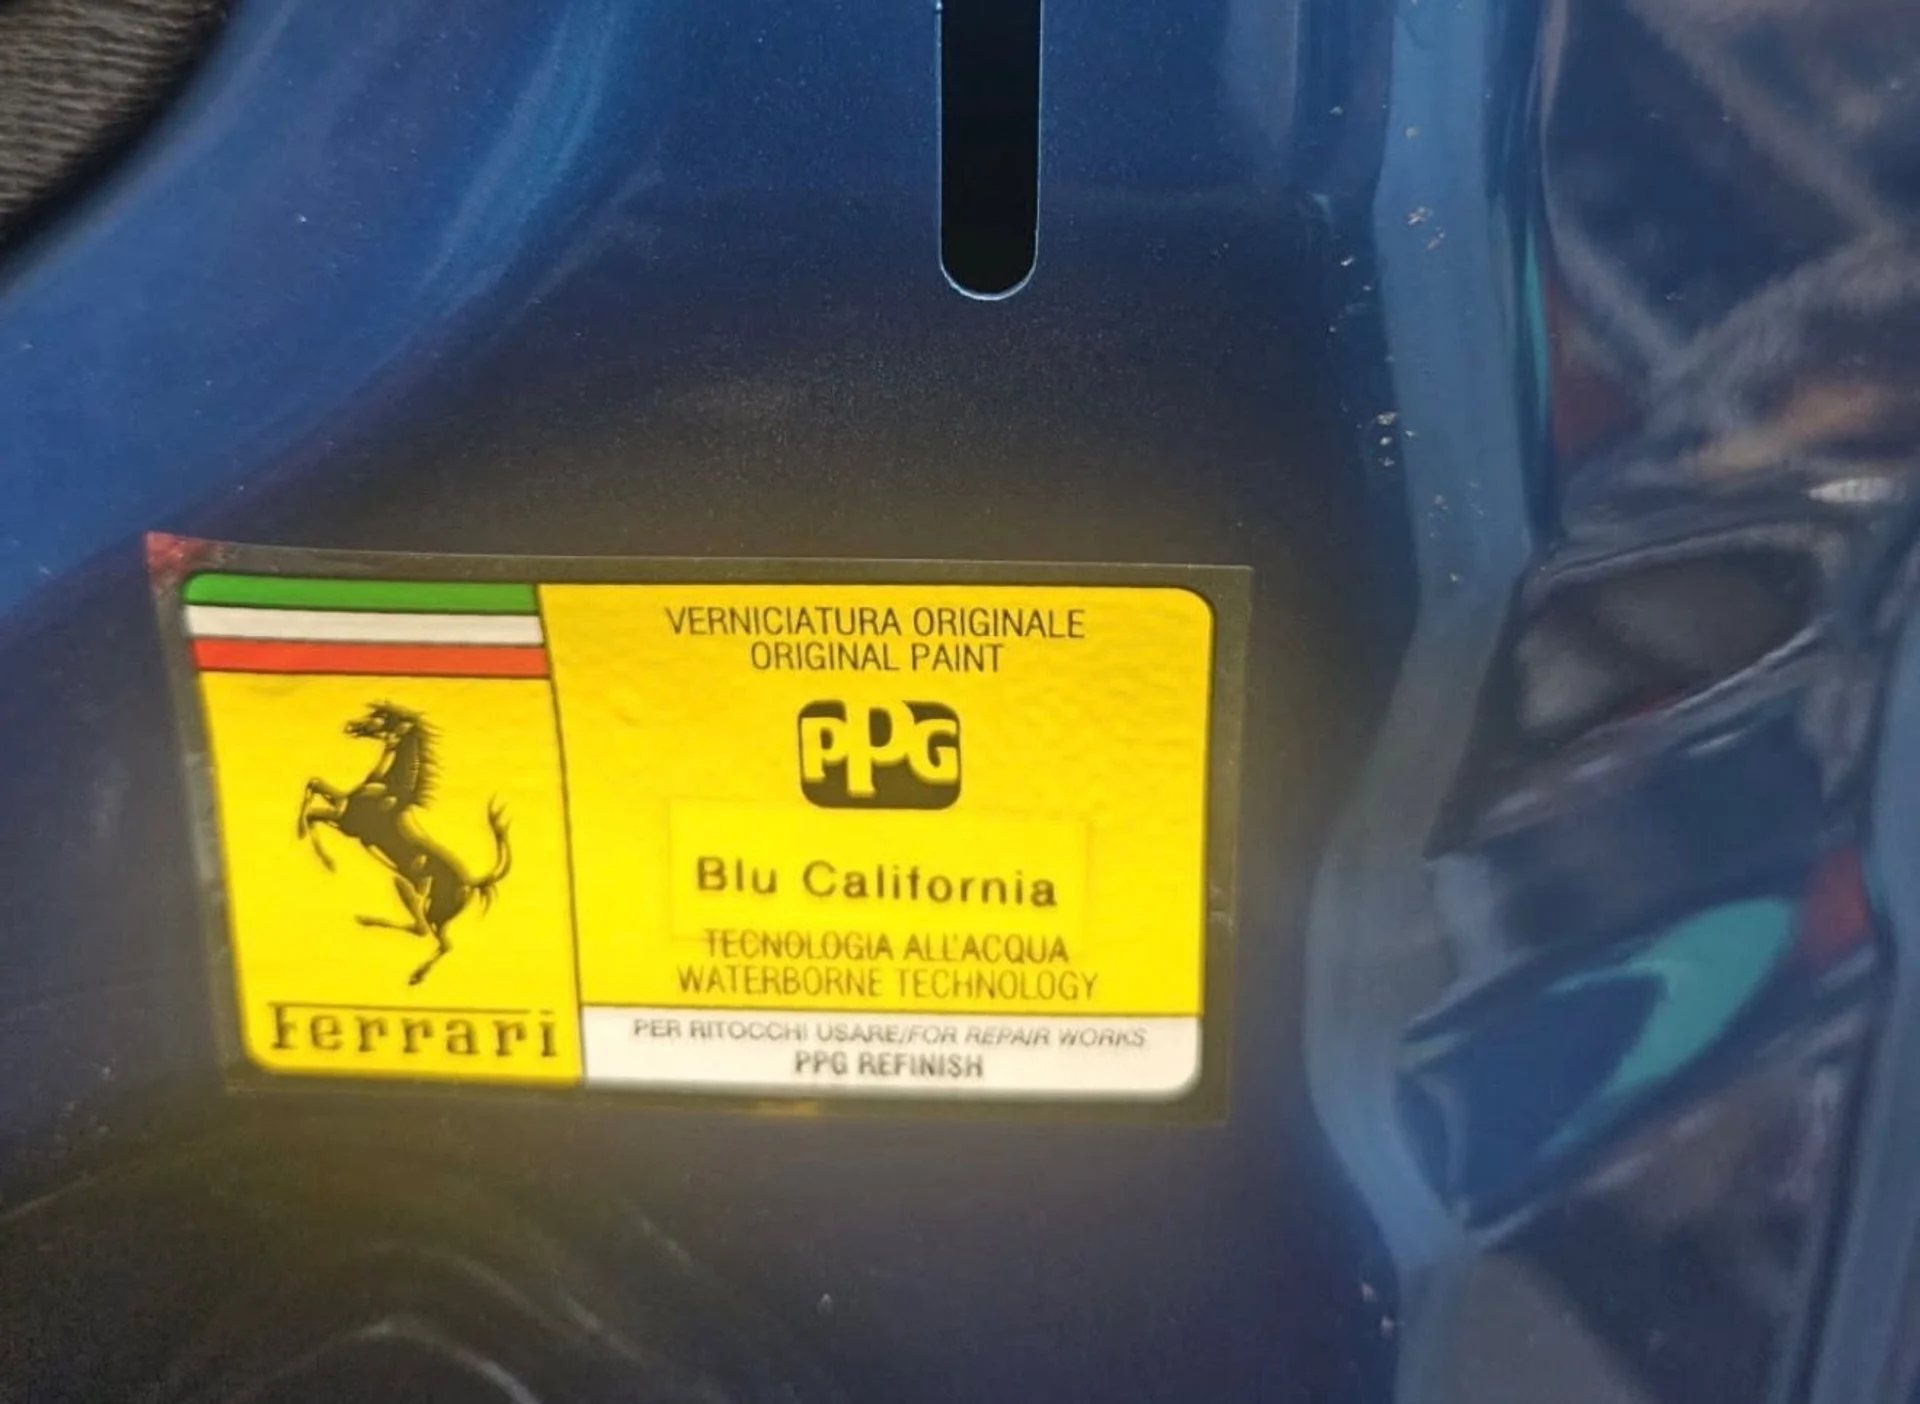 VERNICIATURA ORIGINALE
ORIGINAL PAINT
PPG
Blu California
TECNOLOGIA ALL'ACQUA
WATERBORNE TECHNOLOGY
Ferrari
PER RITOCCHI USARE/FOR REPAIR WORKS
PPG REFINISH